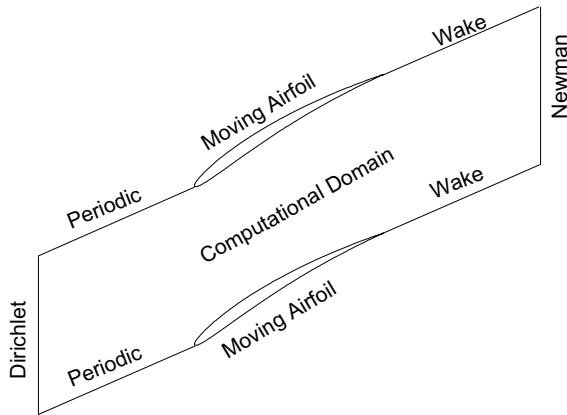 Wake
Newman
Moving Airfoil
Periodic
Computational Domain
Wake
Dirichlet
Moving Airfoil
Periodic